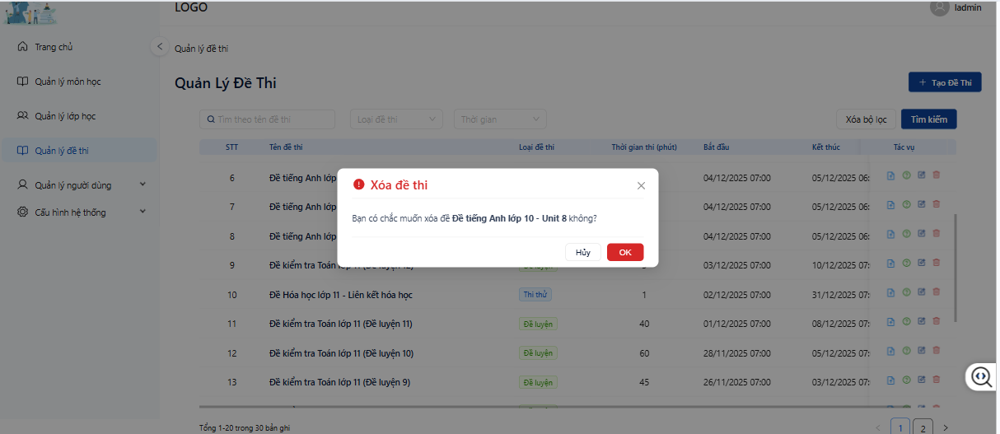 LOGO
ladmin
Trang chủ
Quản lý đề thi
Quản lý môn học
Quản Lý Đề Thi
+ Tạo Đề Thi
Quản lý lớp học
Tìm theo tên đề thi
Loại đề thi
Thời gian
Xóa bộ lọc
Tìm kiếm
Quản lý đề thi
STT Tên đề thi Loại đề thi Thời gian thi (phút) Bắt đầu Kết thúc Tác vụ
6 Đề tiếng Anh lớp 04/12/2025 07:00 05/12/2025 06:
Quản lý người dùng
Xóa đề thi
7 Đề tiếng Anh lớp 04/12/2025 07:00 05/12/2025 06:
Cấu hình hệ thống
Bạn có chắc muốn xóa đề Đề tiếng Anh lớp 10 - Unit 8 không?
8 Đề tiếng Anh lớp 04/12/2025 07:00 05/12/2025 06:
Hủy
OK
9 Đề kiểm tra Toán lớp 11 (Đề luyện 12) Đề luyện 03/12/2025 07:00 10/12/2025 07:
10 Đề Hóa học lớp 11 - Liên kết hóa học Thi thử 1 02/12/2025 07:00 31/12/2025 07:
11 Đề kiểm tra Toán lớp 11 (Đề luyện 11) Đề luyện 40 01/12/2025 07:00 08/12/2025 07:
12 Đề kiểm tra Toán lớp 11 (Đề luyện 10) Đề luyện 60 28/11/2025 07:00 05/12/2025 07:
13 Đề kiểm tra Toán lớp 11 (Đề luyện 9) Đề luyện 45 26/11/2025 07:00 03/12/2025 07:
Tổng 1-20 trong 30 bản ghi
< 1 2 >